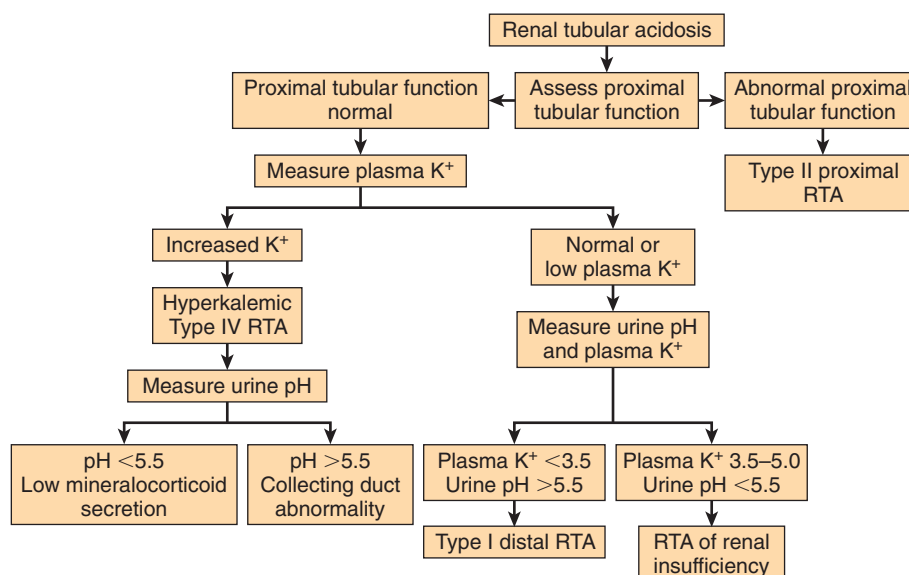 Renal tubular acidosis
Proximal tubular function
normal
Assess proximal
tubular function
Abnormal proximal
tubular function
Measure plasma K⁺
Type II proximal
RTA
Increased K⁺
Normal or
low plasma K⁺
Hyperkalemic
Type IV RTA
Measure urine pH
and plasma K⁺
Measure urine pH
pH <5.5
Low mineralocorticoid
secretion
pH >5.5
Collecting duct
abnormality
Plasma K⁺ <3.5
Urine pH >5.5
Plasma K⁺ 3.5–5.0
Urine pH <5.5
Type I distal RTA
RTA of renal
insufficiency